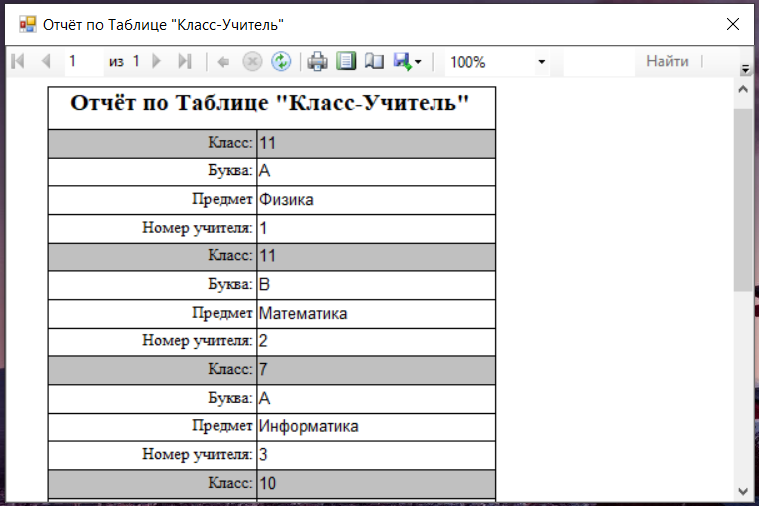 Отчёт по Таблице "Класс-Учитель"
1 из 1 100% Найти
Отчёт по Таблице "Класс-Учитель"
Класс: 11
Буква: А
Предмет Физика
Номер учителя: 1
Класс: 11
Буква: В
Предмет Математика
Номер учителя: 2
Класс: 7
Буква: А
Предмет Информатика
Номер учителя: 3
Класс: 10